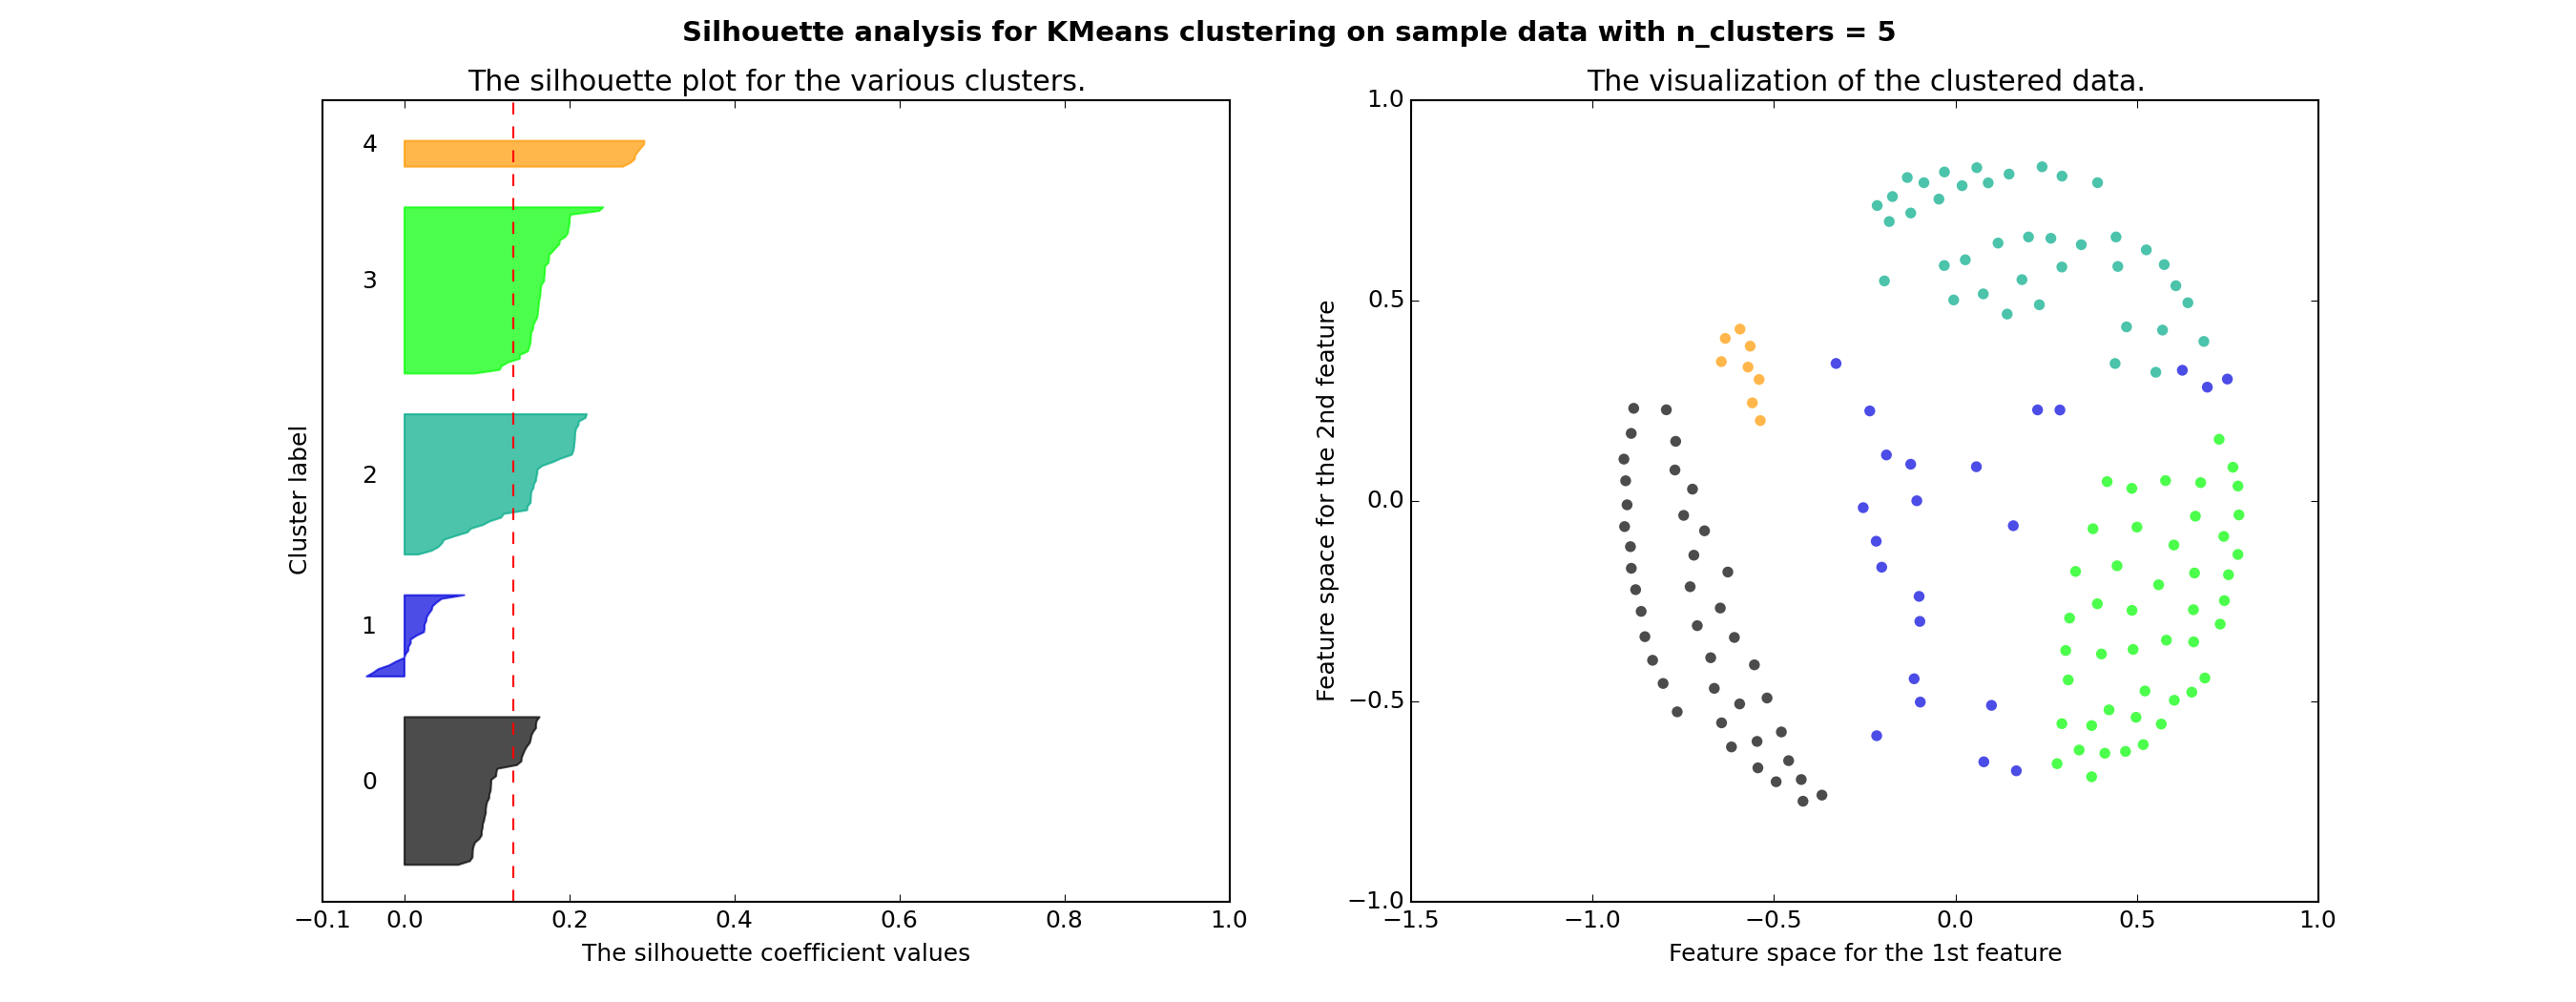 Silhouette analysis for KMeans clustering on sample data with n_clusters = 5
The silhouette plot for the various clusters.
4
3
2
1
0
Cluster label
−0.1 0.0 0.2 0.4 0.6 0.8 1.0
The silhouette coefficient values
The visualization of the clustered data.
1.0
0.5
0.0
−0.5
−1.0
Feature space for the 2nd feature
−1.5 −1.0 −0.5 0.0 0.5 1.0
Feature space for the 1st feature